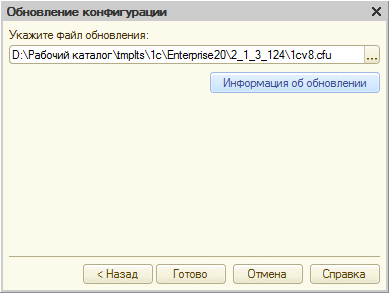 Обновление конфигурации
Укажите файл обновления:
D:\Рабочий каталог\tmplts\1c\Enterprise20\2_1_3_124\1cv8.cfu ...
Информация об обновлении
< Назад Готово Отмена Справка